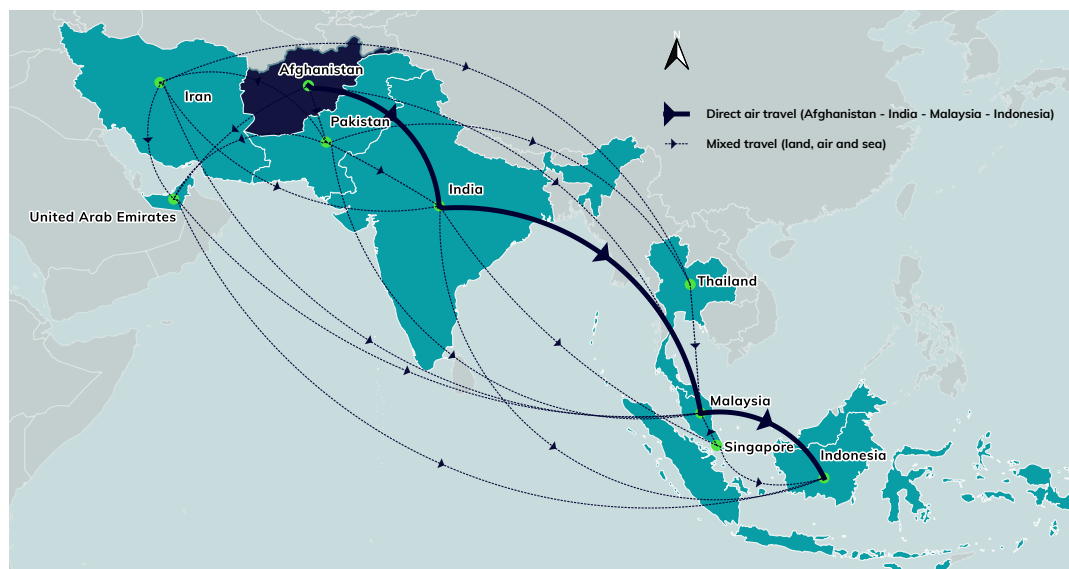 N
Afghanistan
Iran
Direct air travel (Afghanistan - India - Malaysia - Indonesia)
Pakistan
Mixed travel (land, air and sea)
India
United Arab Emirates
Thailand
Malaysia
Singapore
Indonesia